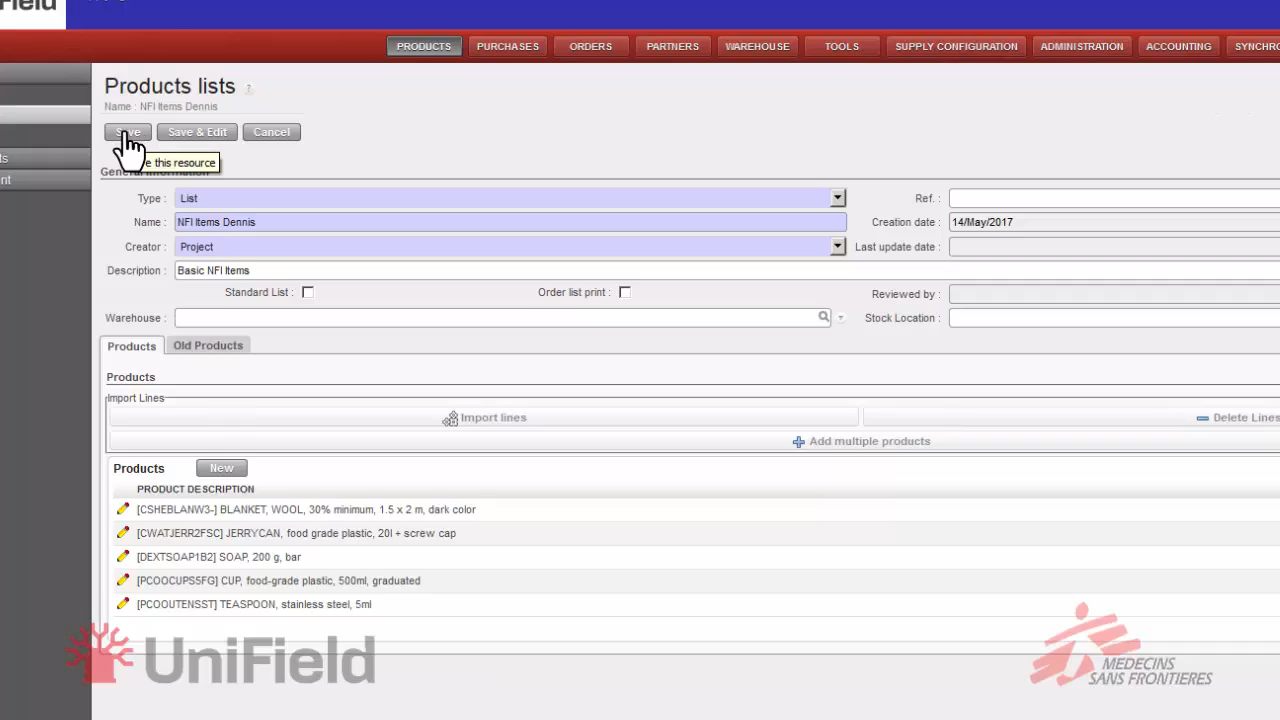 PRODUCTS PURCHASES ORDERS PARTNERS WAREHOUSE TOOLS SUPPLY CONFIGURATION ADMINISTRATION ACCOUNTING SYNCHRO
Products lists ?
Name : NFI Items Dennis
Save & Edit Cancel
this resource
General Information
Type : List Ref. :
Name : NFI Items Dennis Creation date : 14/May/2017
Creator : Project Last update date :
Description : Basic NFI Items
Standard List : Order list print : Reviewed by :
Warehouse : Stock Location :
Products Old Products
Products
Import Lines
Import lines Delete Lines
Add multiple products
Products New
PRODUCT DESCRIPTION
[CSHEBLANW3-] BLANKET, WOOL, 30% minimum, 1.5 x 2 m, dark color
[CWATJERR2FSC] JERRYCAN, food grade plastic, 20l + screw cap
[DEXTSOAP1B2] SOAP, 200 g, bar
[PCOOCUPS5FG] CUP, food-grade plastic, 500ml, graduated
[PCOOUTENSST] TEASPOON, stainless steel, 5ml
UniField
MEDECINS
SANS FRONTIERES